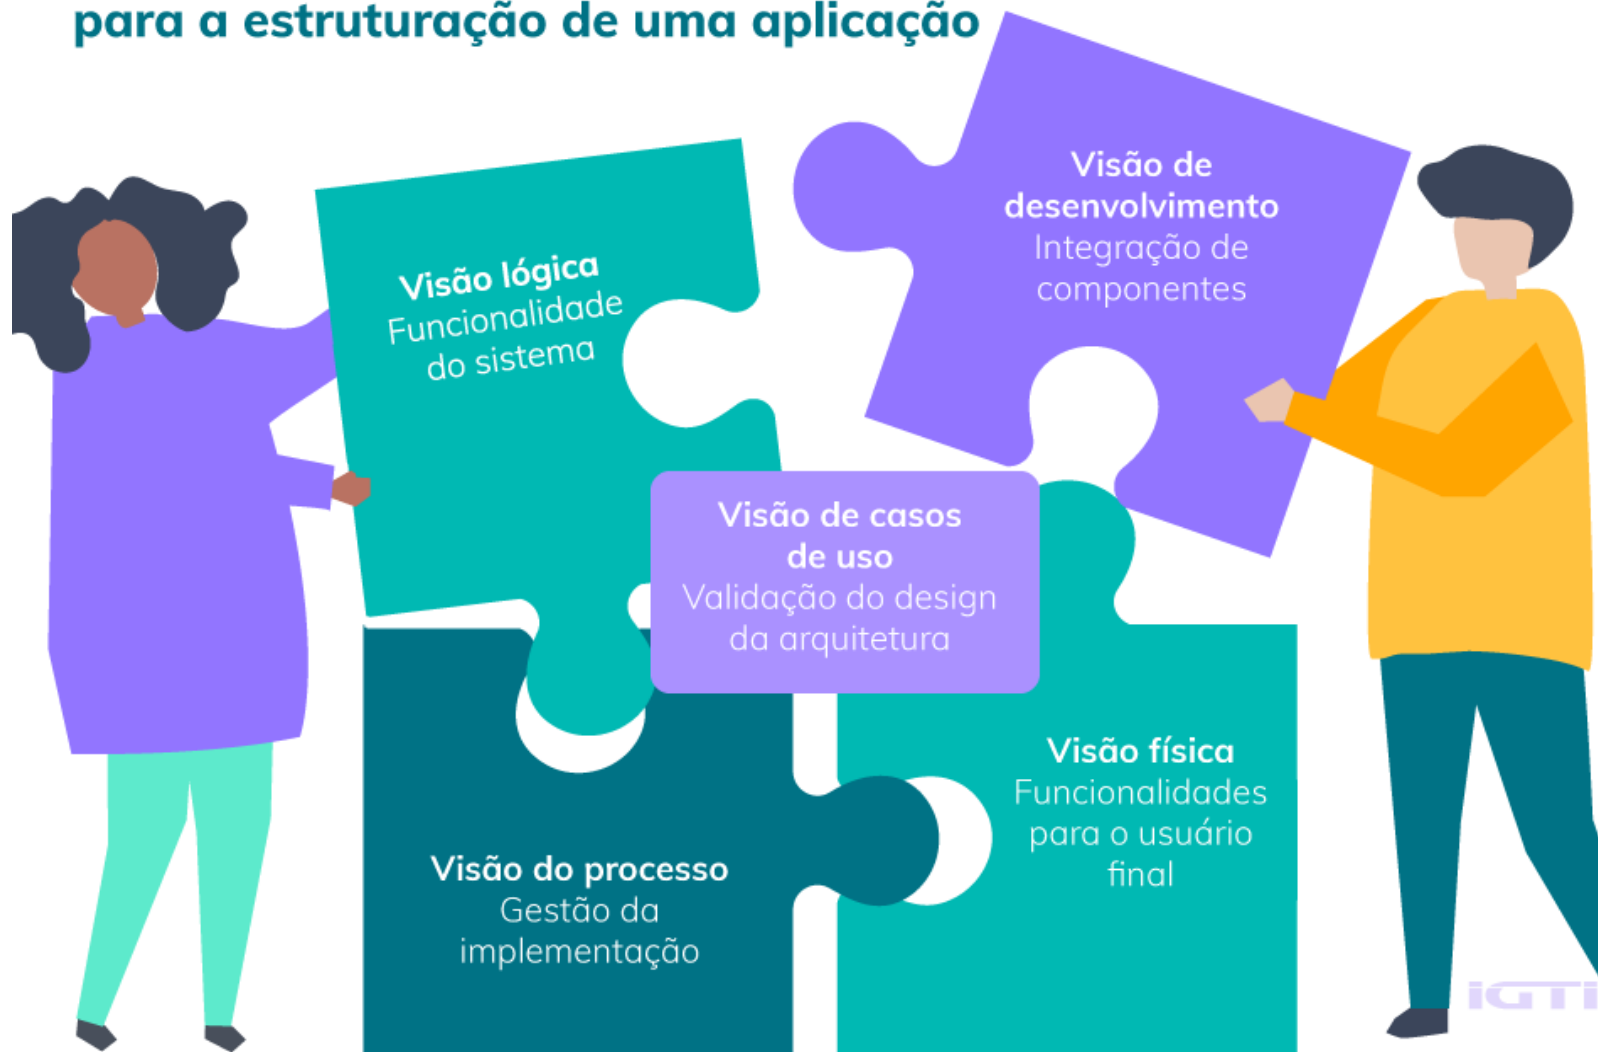 para a estruturação de uma aplicação
Visão lógica
Funcionalidade
do sistema
Visão de
desenvolvimento
Integração de
componentes
Visão de casos
de uso
Validação do design
da arquitetura
Visão do processo
Gestão da
implementação
Visão física
Funcionalidades
para o usuário
final
iGTi